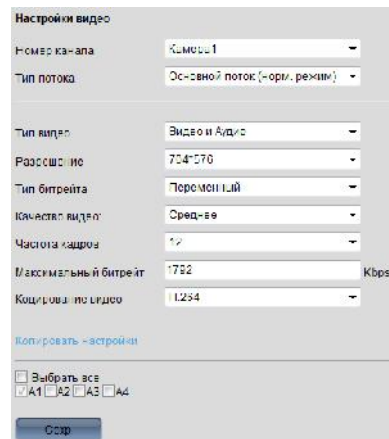 Настройки видео
Номер канала Камера1
Тип потока Основной поток (норм. режим)
Тип видео Видео и Аудио
Разрешение 704*576
Тип битрейта Переменный
Качество видео: Среднее
Частота кадров 12
Максимальный битрейт 1792 Kbps
Кодирование видео H.264
Копировать настройки
Выбрать все
A1 A2 A3 A4
Сохр